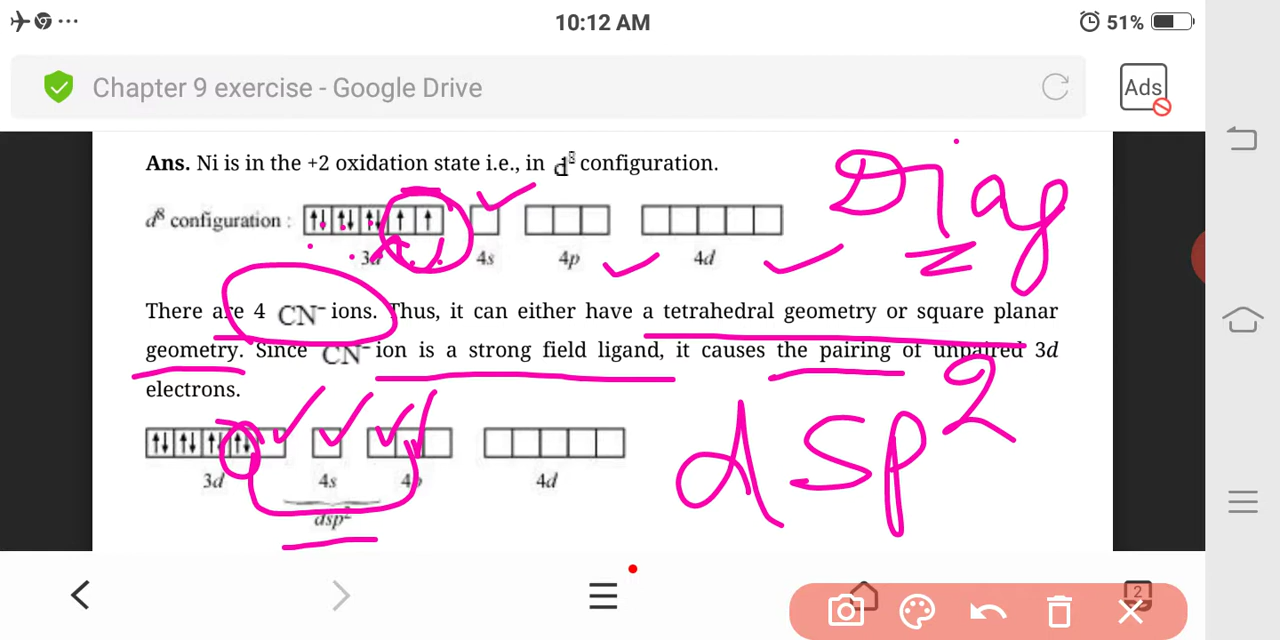 10:12 AM
51%
Chapter 9 exercise - Google Drive
Ads
Ans. Ni is in the +2 oxidation state i.e., in d⁸ configuration.
Diag
d⁸ configuration :
3d 4s 4p 4d
There are 4 CN⁻ ions. Thus, it can either have a tetrahedral geometry or square planar
geometry. Since CN⁻ ion is a strong field ligand, it causes the pairing of unpaired 3d
electrons.
dsp²
3d 4s 4p 4d
dsp²
2